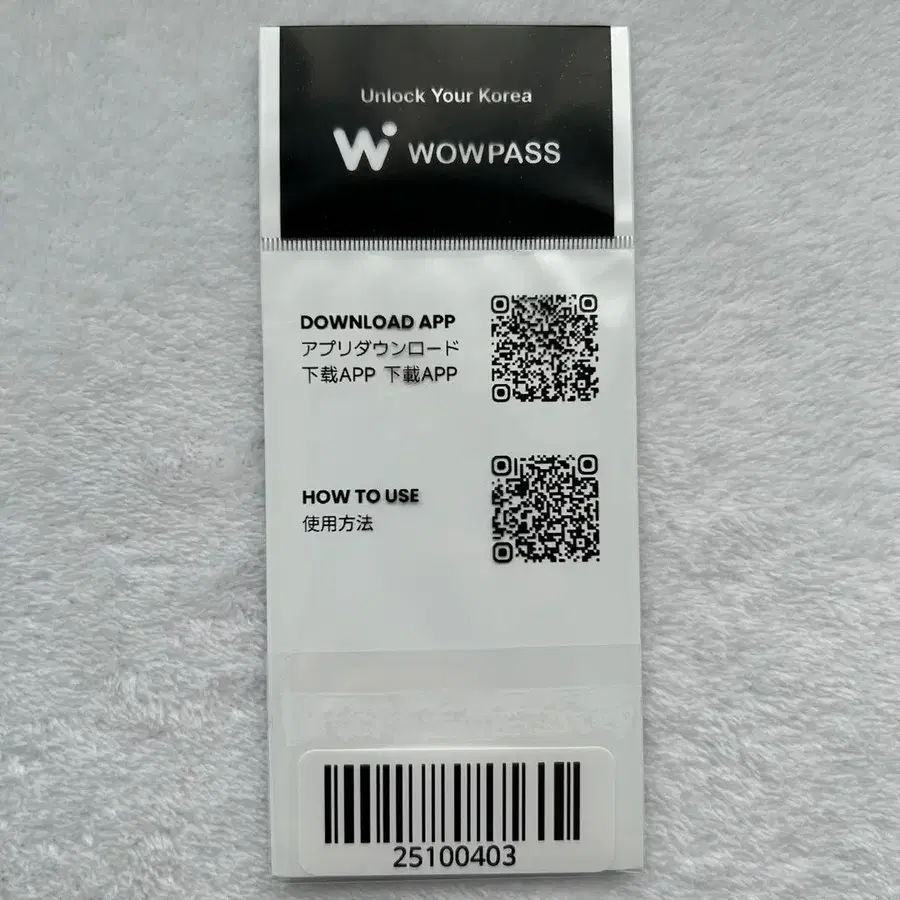 Unlock Your Korea
WOWPASS
DOWNLOAD APP
アプリダウンロード
下载APP 下載APP
HOW TO USE
使用方法
25100403